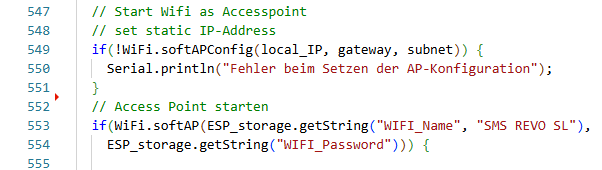 547 // Start Wifi as Accesspoint
548 // set static IP-Address
549 if(!WiFi.softAPConfig(local_IP, gateway, subnet)) {
550 Serial.println("Fehler beim Setzen der AP-Konfiguration");
551 }
552 // Access Point starten
553 if(WiFi.softAP(ESP_storage.getString("WIFI_Name", "SMS REVO SL"),
554 ESP_storage.getString("WIFI_Password"))) {
555